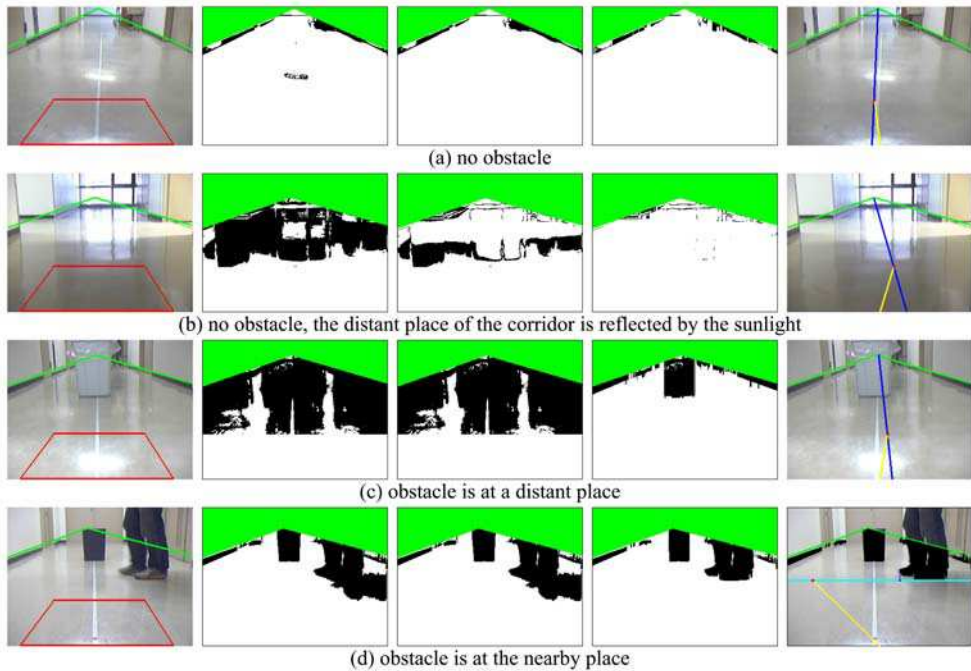 (a) no obstacle
(b) no obstacle, the distant place of the corridor is reflected by the sunlight
(c) obstacle is at a distant place
(d) obstacle is at the nearby place